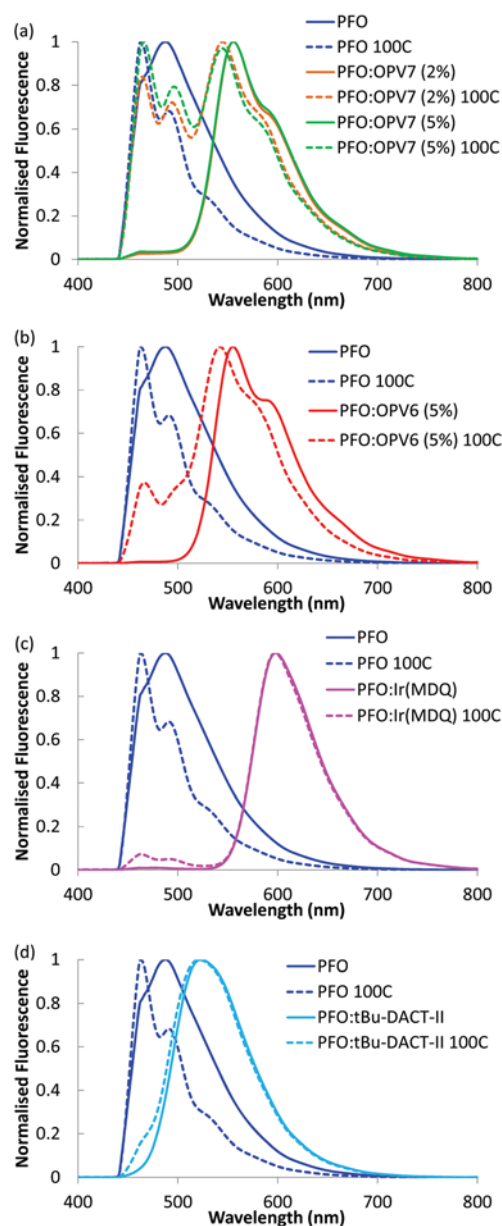 (a)
Normalised Fluorescence
1
0.8
0.6
0.4
0.2
0
PFO
PFO 100C
PFO:OPV7 (2%)
PFO:OPV7 (2%) 100C
PFO:OPV7 (5%)
PFO:OPV7 (5%) 100C
400 500 600 700 800
Wavelength (nm)
(b)
Normalised Fluorescence
1
0.8
0.6
0.4
0.2
0
PFO
PFO 100C
PFO:OPV6 (5%)
PFO:OPV6 (5%) 100C
400 500 600 700 800
Wavelength (nm)
(c)
Normalised Fluorescence
1
0.8
0.6
0.4
0.2
0
PFO
PFO 100C
PFO:Ir(MDQ)
PFO:Ir(MDQ) 100C
400 500 600 700 800
Wavelength (nm)
(d)
Normalised Fluorescence
1
0.8
0.6
0.4
0.2
0
PFO
PFO 100C
PFO:tBu-DACT-II
PFO:tBu-DACT-II 100C
400 500 600 700 800
Wavelength (nm)